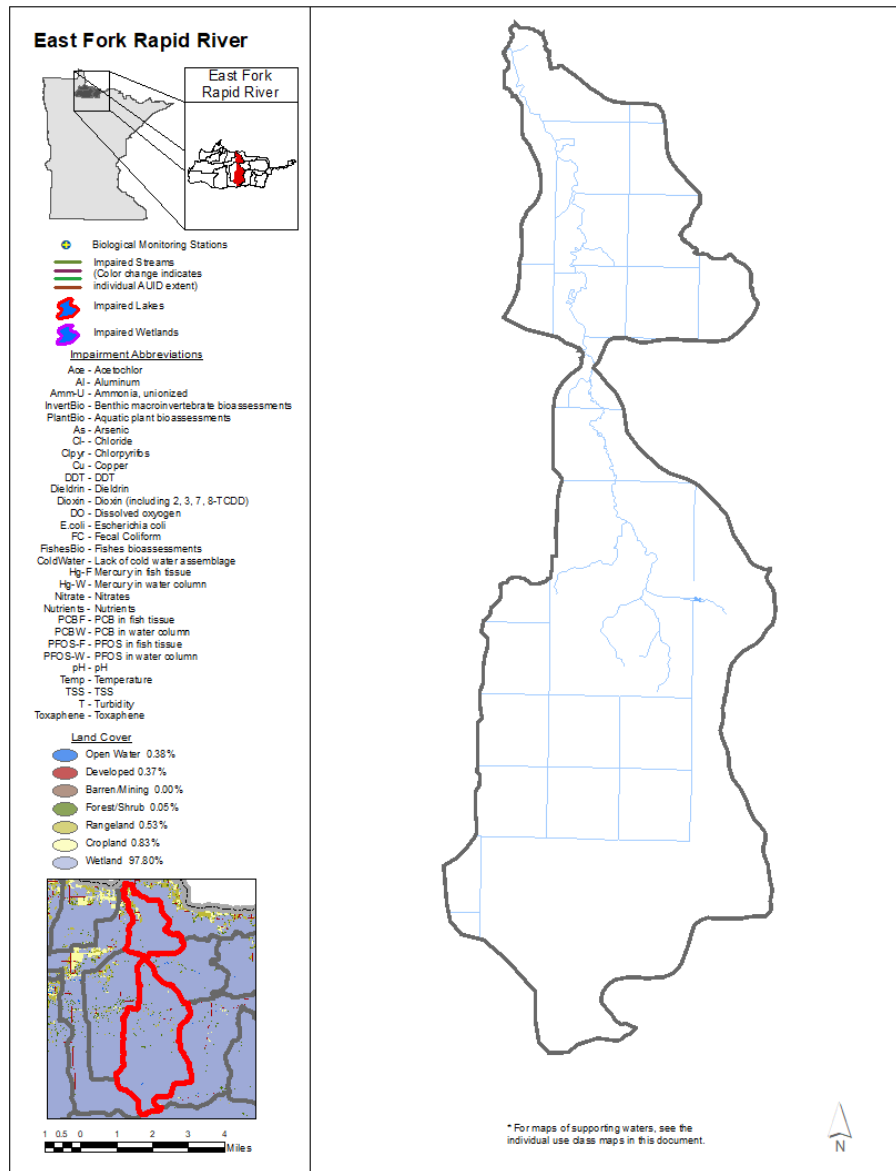 East Fork Rapid River
East Fork
Rapid River
Biological Monitoring Stations
Impaired Streams
(Color change indicates
individual AUID extent)
Impaired Lakes
Impaired Wetlands
Impairment Abbreviations
Ace - Acetochlor
Al - Aluminum
Amm-U - Ammonia, unionized
InvertBio - Benthic macroinvertebrate bioassessments
PlantBio - Aquatic plant bioassessments
As - Arsenic
Cl- - Chloride
Clpyr - Chlorpyrifos
Cu - Copper
DDT - DDT
Dieldrin - Dieldrin
Dioxin - Dioxin (including 2, 3, 7, 8-TCDD)
DO - Dissolved oxyogen
E.coli - Escherichia coli
FC - Fecal Coliform
FishesBio - Fishes bioassessments
ColdWater - Lack of cold water assemblage
Hg-F Mercury in fish tissue
Hg-W - Mercury in water column
Nitrate - Nitrates
Nutrients - Nutrients
PCBF - PCB in fish tissue
PCBW - PCB in water column
PFOS-F - PFOS in fish tissue
PFOS-W - PFOS in water column
pH - pH
Temp - Temperature
TSS - TSS
T - Turbidity
Toxaphene - Toxaphene
Land Cover
Open Water 0.38%
Developed 0.37%
Barren/Mining 0.00%
Forest/Shrub 0.05%
Rangeland 0.53%
Cropland 0.83%
Wetland 97.80%
1 0.5 0 1 2 3 4
Miles
* For maps of supporting waters, see the
individual use class maps in this document.
N